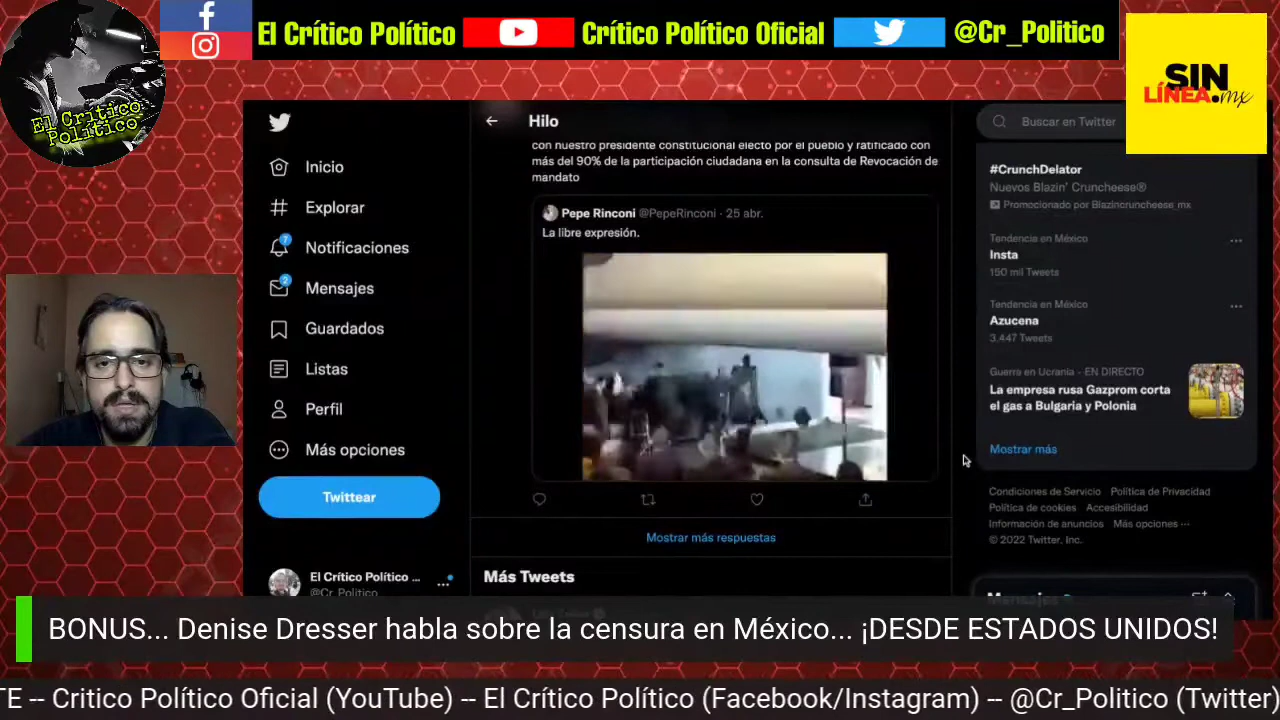 El Crítico Político
Crítico Político Oficial
@Cr_Politico
SIN
LÍNEA.mx
El Crítico
Político
Hilo
Buscar en Twitter
Inicio
Explorar
7
Notificaciones
2
Mensajes
Guardados
Listas
Perfil
Más opciones
Twittear
El Crítico Político ...
@Cr_Politico
con nuestro presidente constitucional electo por el pueblo y ratificado con
más del 90% de la participación ciudadana en la consulta de Revocación de
mandato
Pepe Rinconi @PepeRinconi · 25 abr.
La libre expresión.
Mostrar más respuestas
Más Tweets
#CrunchDelator
Nuevos Blazin' Cruncheese®
Promocionado por Blazincruncheese_mx
Tendencia en México
Insta
150 mil Tweets
Tendencia en México
Azucena
3.447 Tweets
Guerra en Ucrania · EN DIRECTO
La empresa rusa Gazprom corta
el gas a Bulgaria y Polonia
Mostrar más
Condiciones de Servicio Política de Privacidad
Política de cookies Accesibilidad
Información de anuncios Más opciones ···
© 2022 Twitter, Inc.
Mensajes
BONUS... Denise Dresser habla sobre la censura en México... ¡DESDE ESTADOS UNIDOS!
TE -- Critico Político Oficial (YouTube) -- El Crítico Político (Facebook/Instagram) -- @Cr_Politico (Twitter)